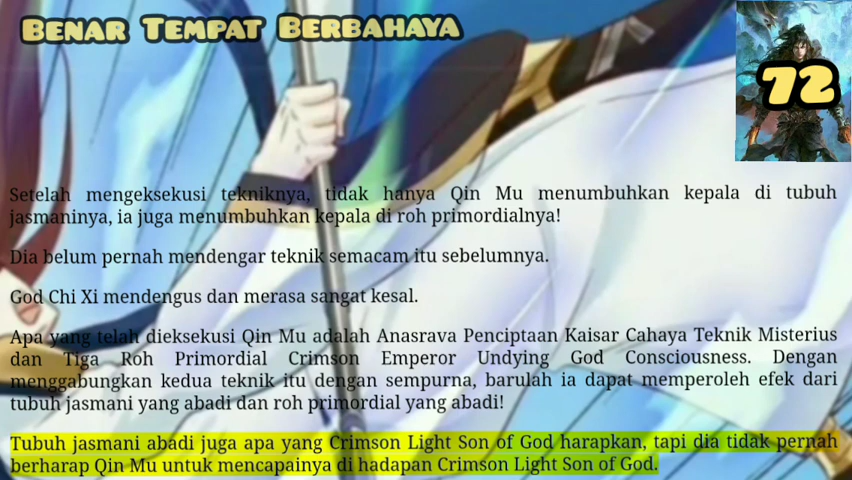 Benar Tempat Berbahaya
72
Setelah mengeksekusi tekniknya, tidak hanya Qin Mu menumbuhkan kepala di tubuh
jasmaninya, ia juga menumbuhkan kepala di roh primordialnya!
Dia belum pernah mendengar teknik semacam itu sebelumnya.
God Chi Xi mendengus dan merasa sangat kesal.
Apa yang telah dieksekusi Qin Mu adalah Anasrava Penciptaan Kaisar Cahaya Teknik Misterius
dan Tiga Roh Primordial Crimson Emperor Undying God Consciousness. Dengan
menggabungkan kedua teknik itu dengan sempurna, barulah ia dapat memperoleh efek dari
tubuh jasmani yang abadi dan roh primordial yang abadi!
Tubuh jasmani abadi juga apa yang Crimson Light Son of God harapkan, tapi dia tidak pernah
berharap Qin Mu untuk mencapainya di hadapan Crimson Light Son of God.